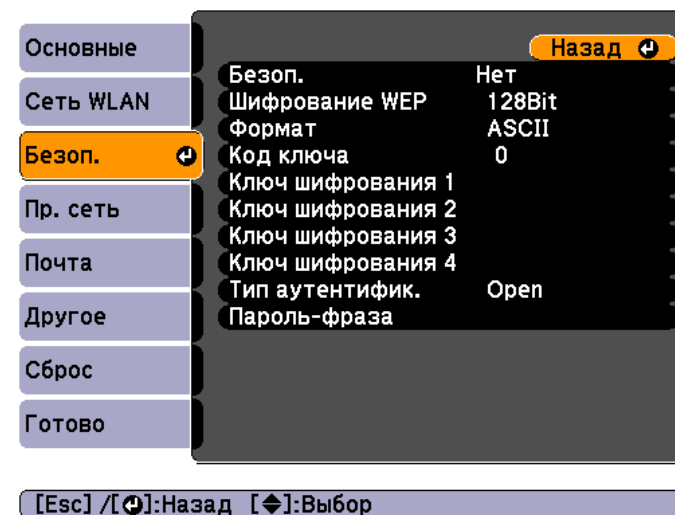 Основные
Сеть WLAN
Безоп.
Пр. сеть
Почта
Другое
Сброс
Готово
Назад
Безоп. Нет
Шифрование WEP 128Bit
Формат ASCII
Код ключа 0
Ключ шифрования 1
Ключ шифрования 2
Ключ шифрования 3
Ключ шифрования 4
Тип аутентифик. Open
Пароль-фраза
[Esc] /[⏎]:Назад [◆]:Выбор